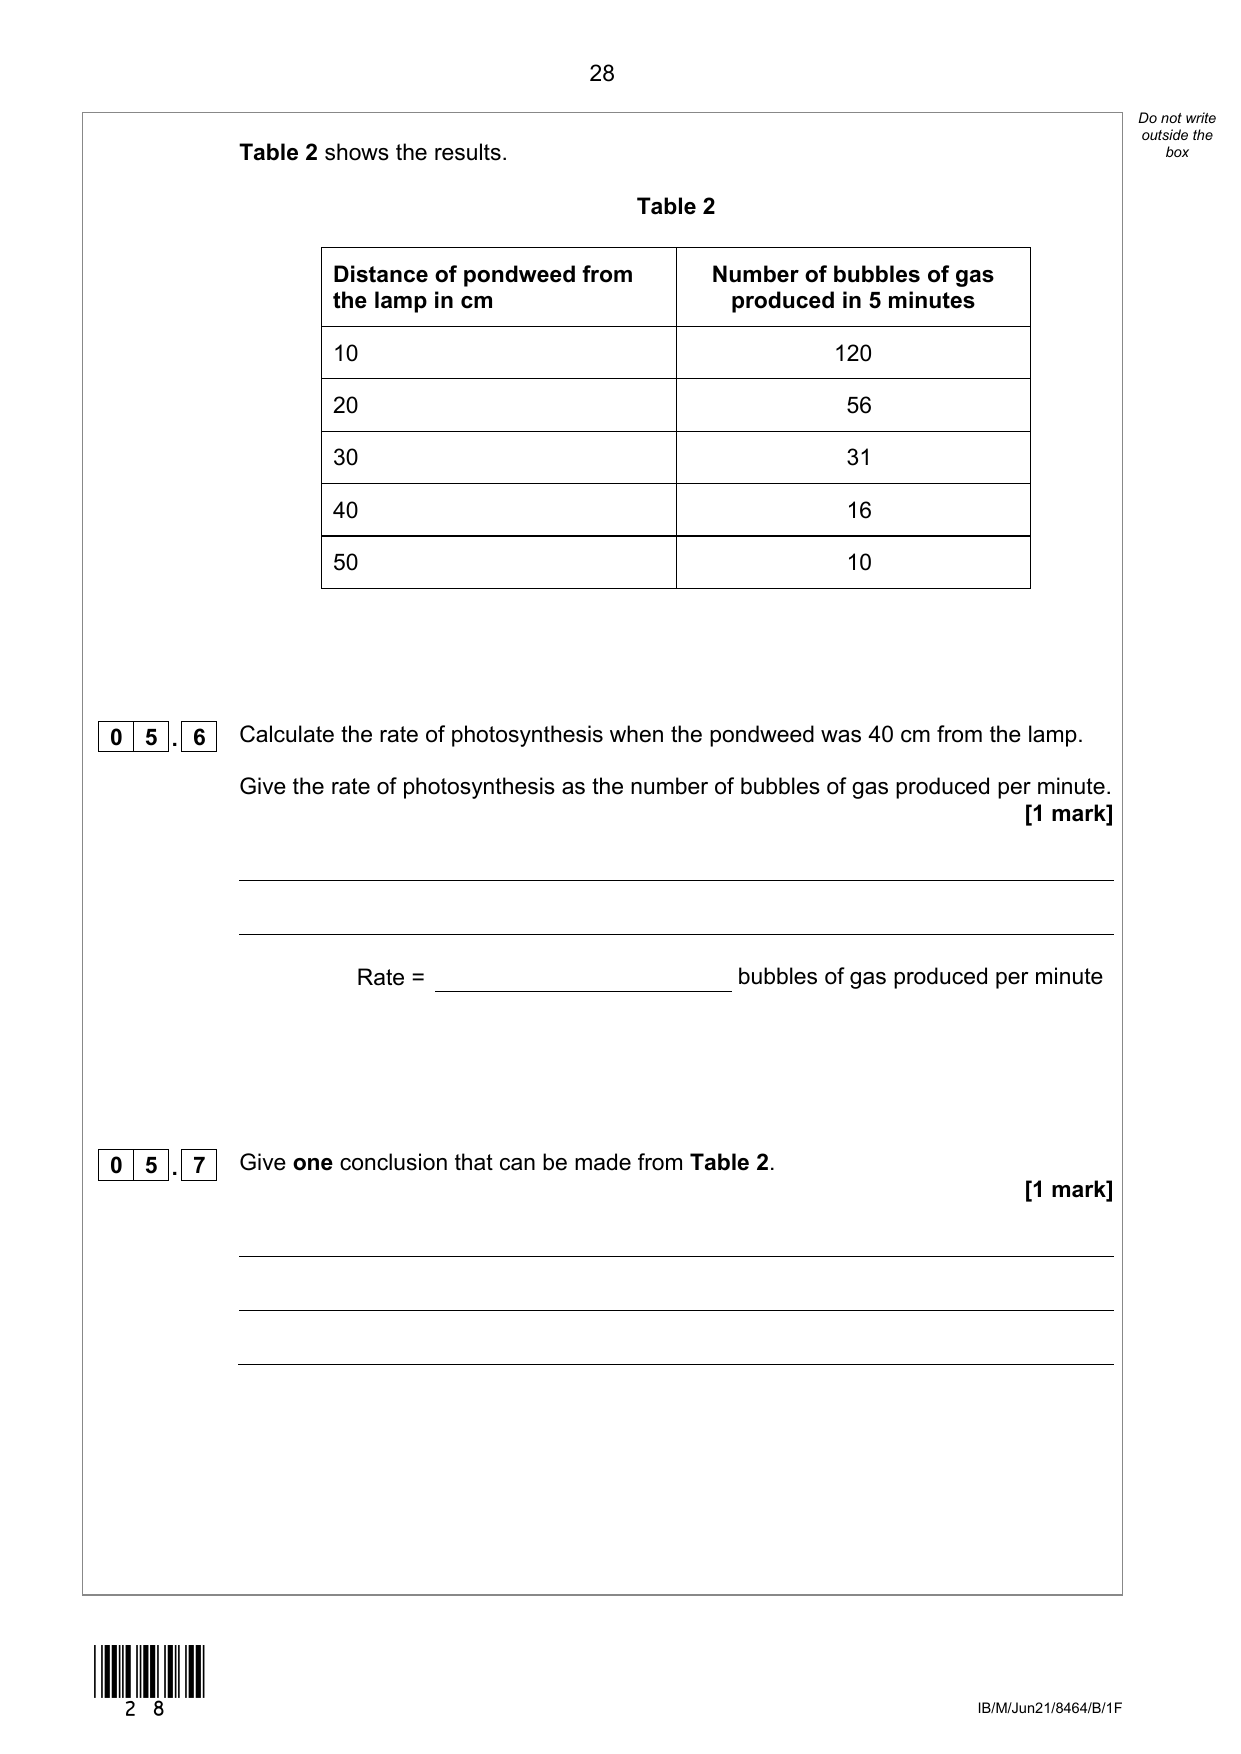 28
Do not write
outside the
box
Table 2 shows the results.
Table 2
Distance of pondweed from
the lamp in cm
Number of bubbles of gas
produced in 5 minutes
10 120
20 56
30 31
40 16
50 10
0 5 . 6 Calculate the rate of photosynthesis when the pondweed was 40 cm from the lamp.
Give the rate of photosynthesis as the number of bubbles of gas produced per minute.
[1 mark]
Rate = bubbles of gas produced per minute
0 5 . 7 Give one conclusion that can be made from Table 2.
[1 mark]
2 8
IB/M/Jun21/8464/B/1F